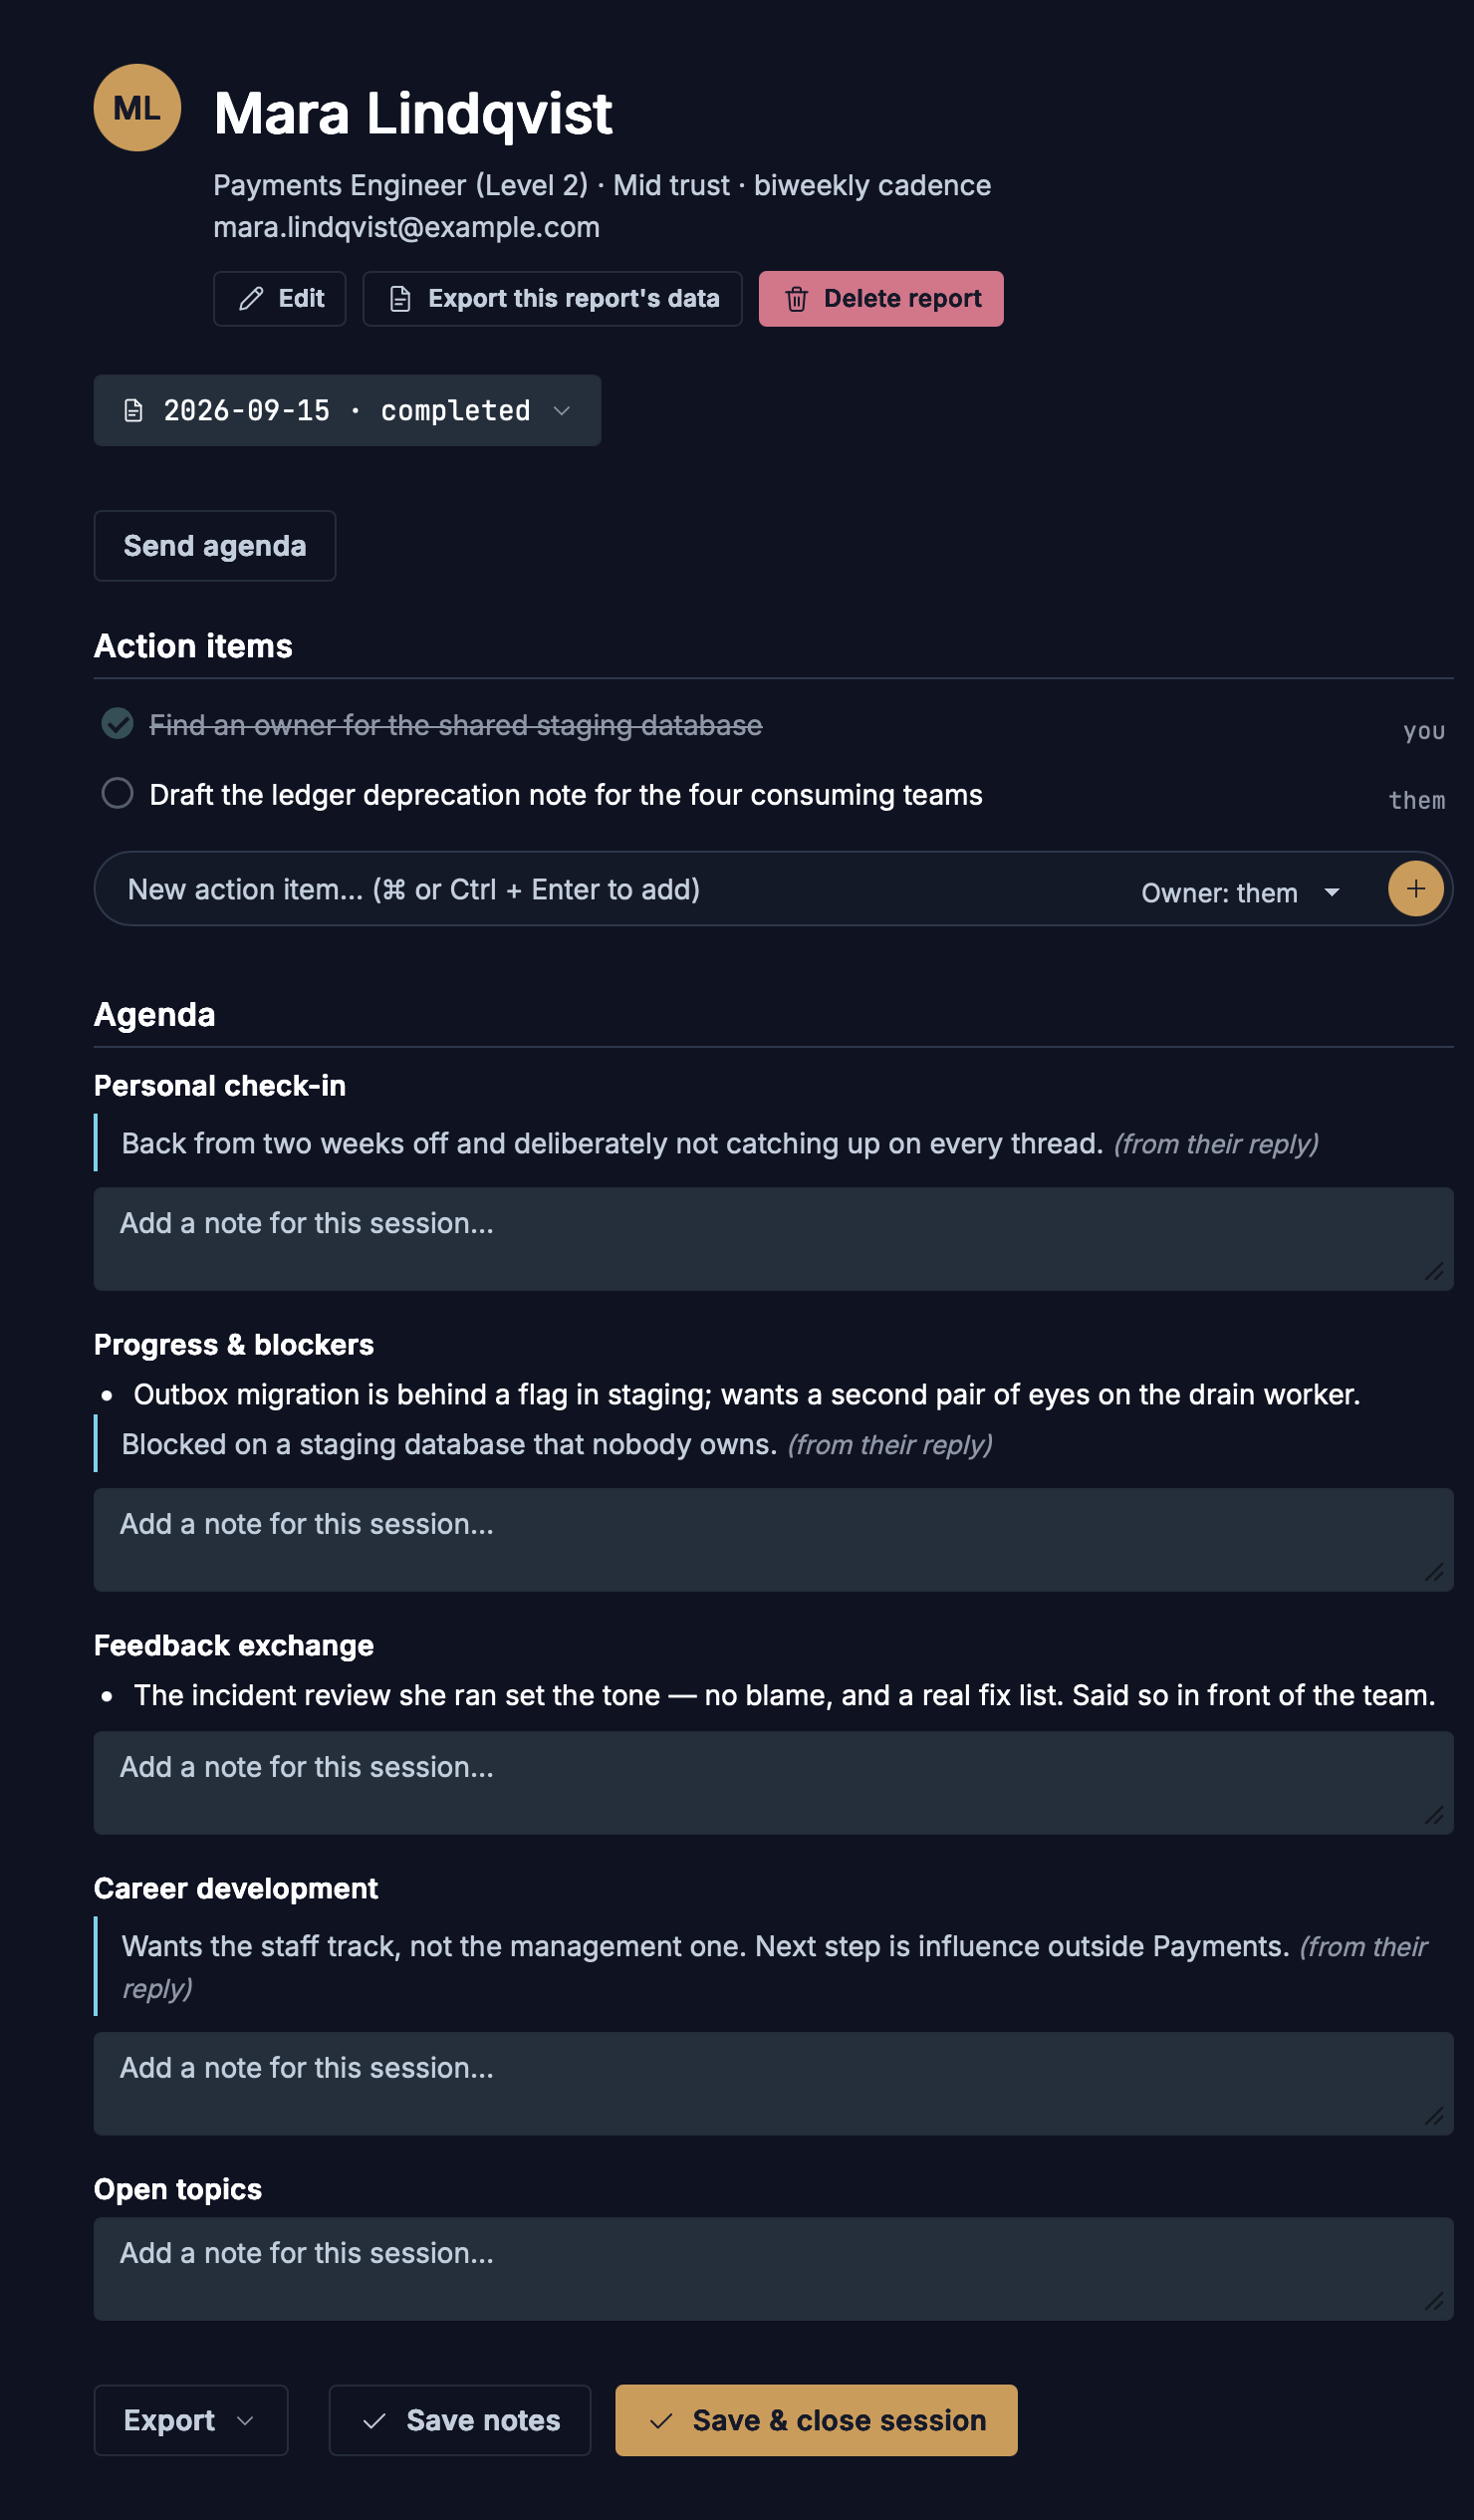 ML
Mara Lindqvist
Payments Engineer (Level 2) · Mid trust · biweekly cadence
mara.lindqvist@example.com
Edit
Export this report's data
Delete report
2026-09-15 · completed
Send agenda
Action items
Find an owner for the shared staging database
you
Draft the ledger deprecation note for the four consuming teams
them
New action item... (⌘ or Ctrl + Enter to add)
Owner: them
Agenda
Personal check-in
Back from two weeks off and deliberately not catching up on every thread. (from their reply)
Add a note for this session...
Progress & blockers
• Outbox migration is behind a flag in staging; wants a second pair of eyes on the drain worker.
Blocked on a staging database that nobody owns. (from their reply)
Add a note for this session...
Feedback exchange
• The incident review she ran set the tone — no blame, and a real fix list. Said so in front of the team.
Add a note for this session...
Career development
Wants the staff track, not the management one. Next step is influence outside Payments. (from their
reply)
Add a note for this session...
Open topics
Add a note for this session...
Export
Save notes
Save & close session